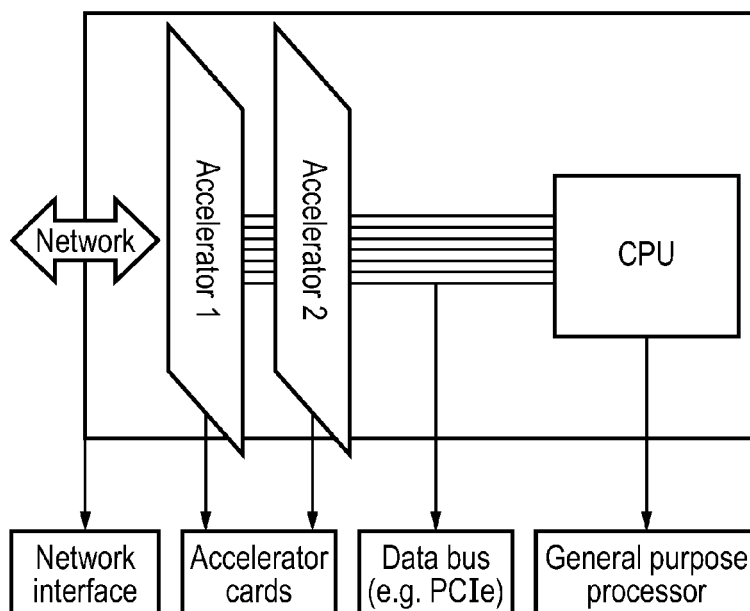 Accelerator 1
Accelerator 2
Network
CPU
Network
interface
Accelerator
cards
Data bus
(e.g. PCIe)
General purpose
processor